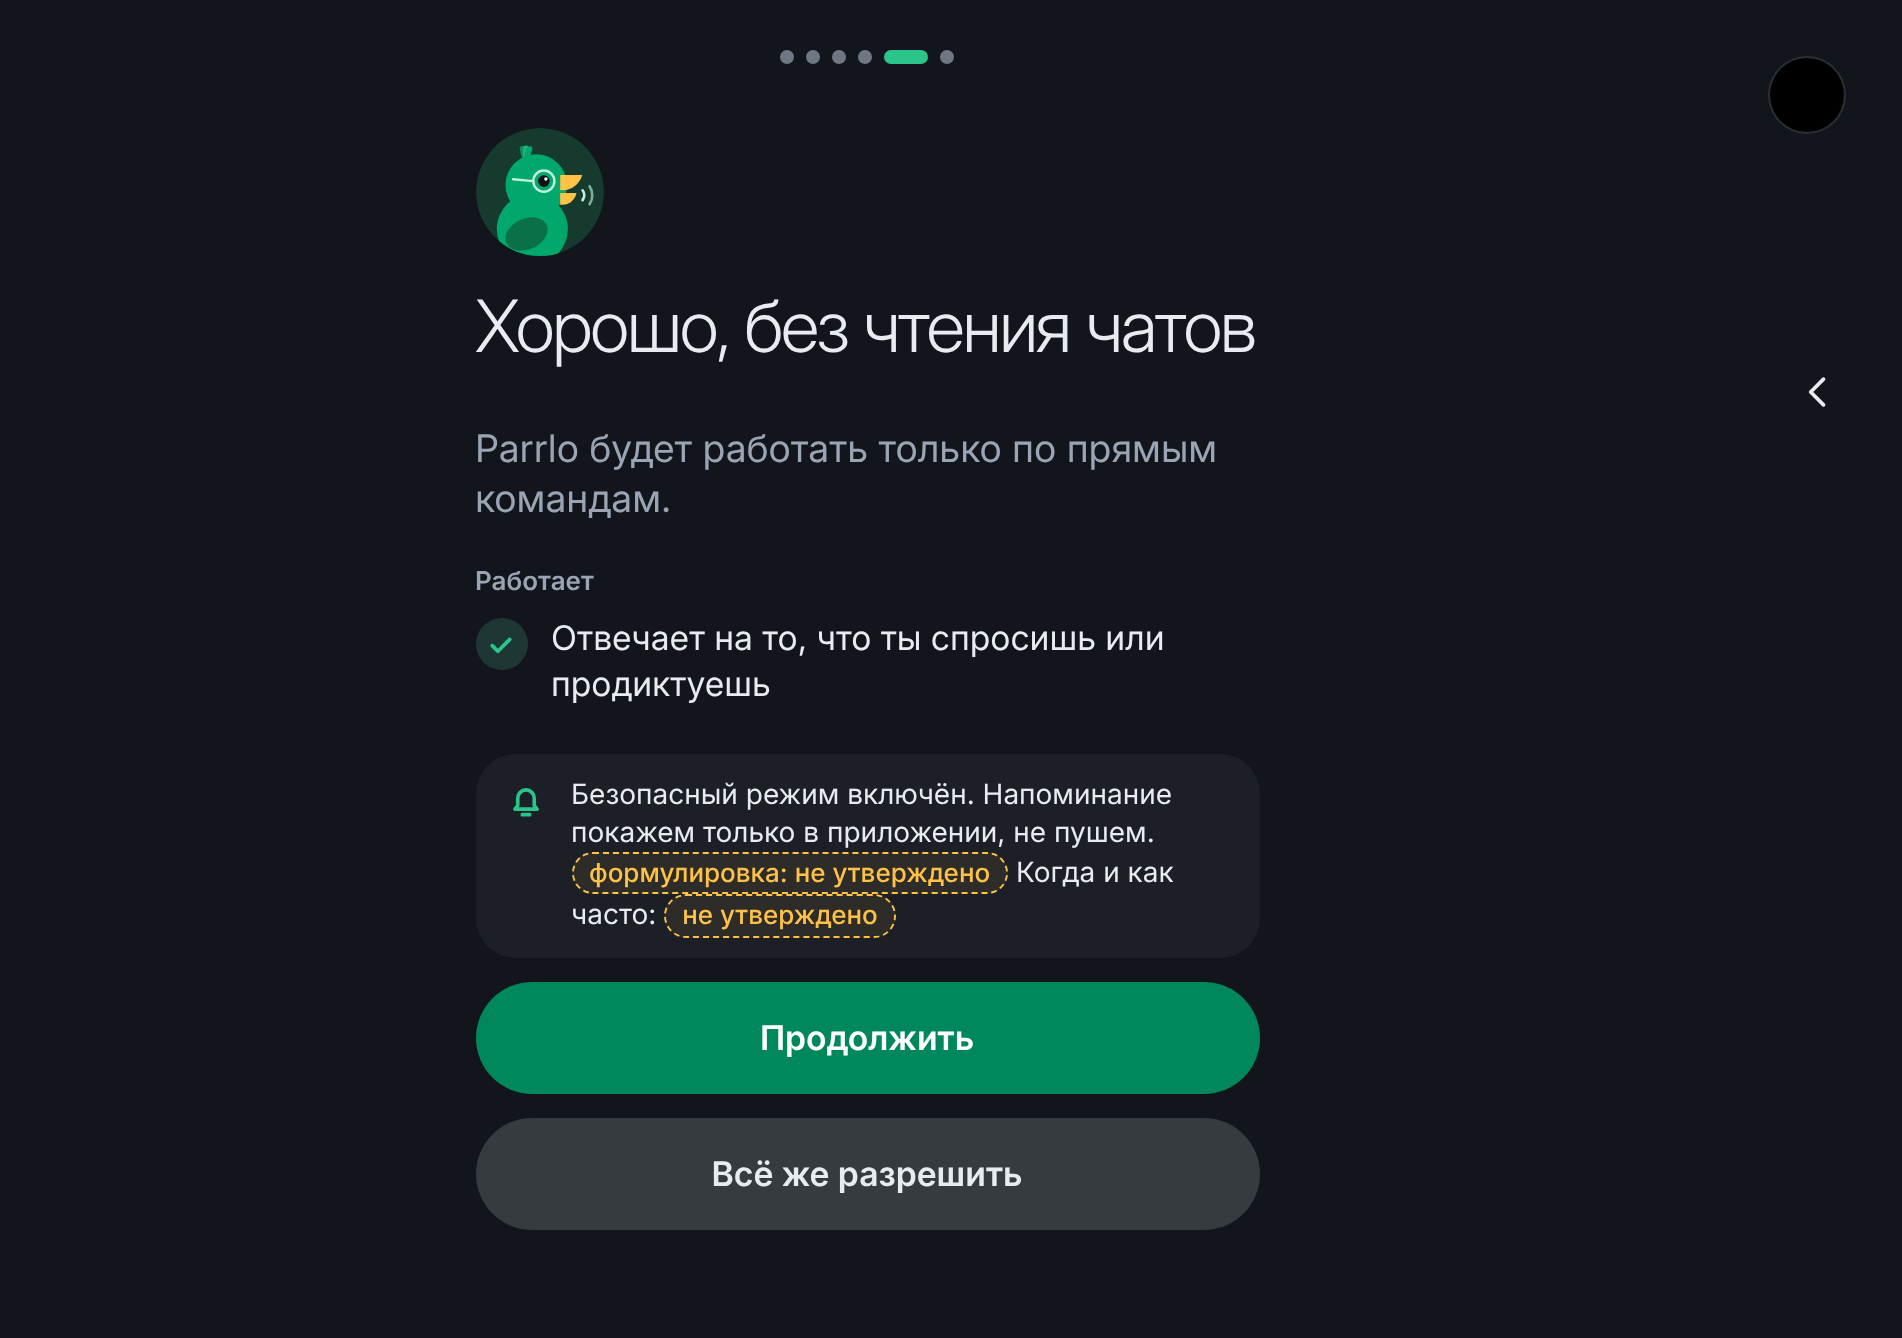 Хорошо, без чтения чатов
Parrlo будет работать только по прямым
командам.
Работает
Отвечает на то, что ты спросишь или
продиктуешь
Безопасный режим включён. Напоминание
покажем только в приложении, не пушем.
формулировка: не утверждено Когда и как
часто: не утверждено
Продолжить
Всё же разрешить